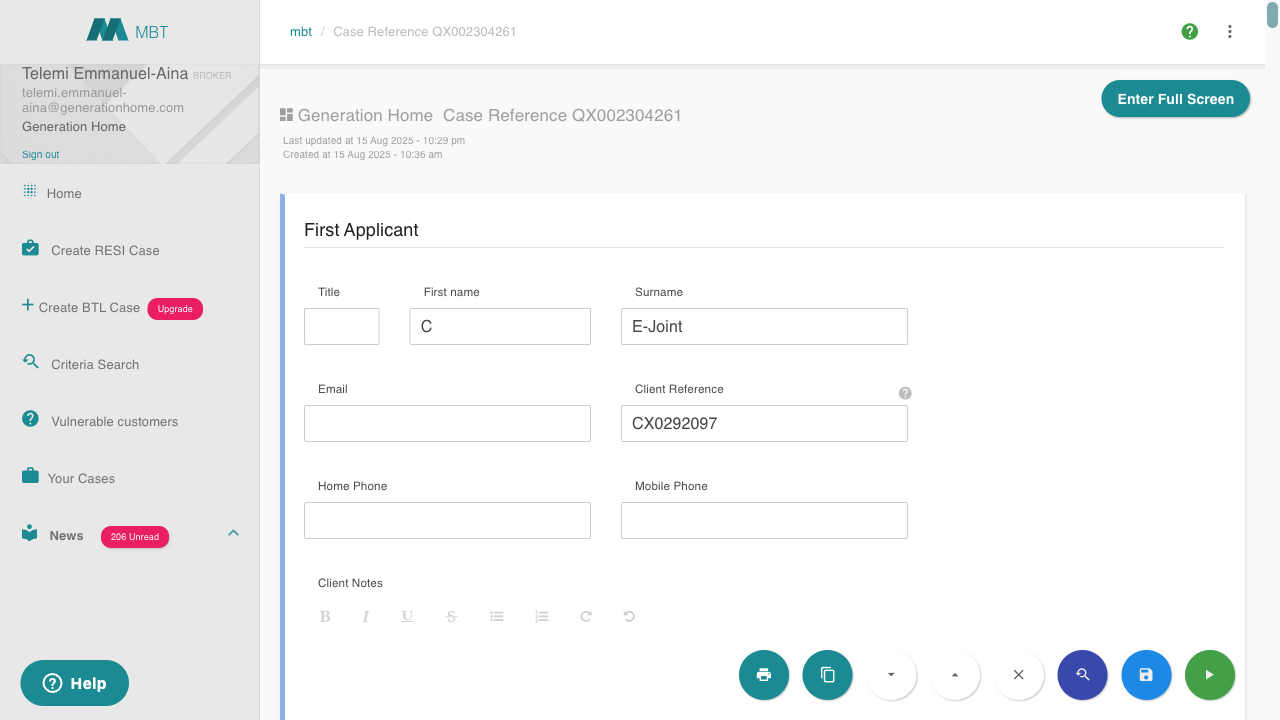 MBT
mbt / Case Reference QX002304261
Telemi Emmanuel-Aina BROKER
telemi.emmanuel-
aina@generationhome.com
Generation Home
Sign out
Enter Full Screen
Generation Home Case Reference QX002304261
Last updated at 15 Aug 2025 - 10:29 pm
Created at 15 Aug 2025 - 10:36 am
Home
Create RESI Case
Create BTL Case Upgrade
Criteria Search
Vulnerable customers
Your Cases
News 206 Unread
First Applicant
Title First name Surname
C E-Joint
Email Client Reference
CX0292097
Home Phone Mobile Phone
Client Notes
B I U S
Help